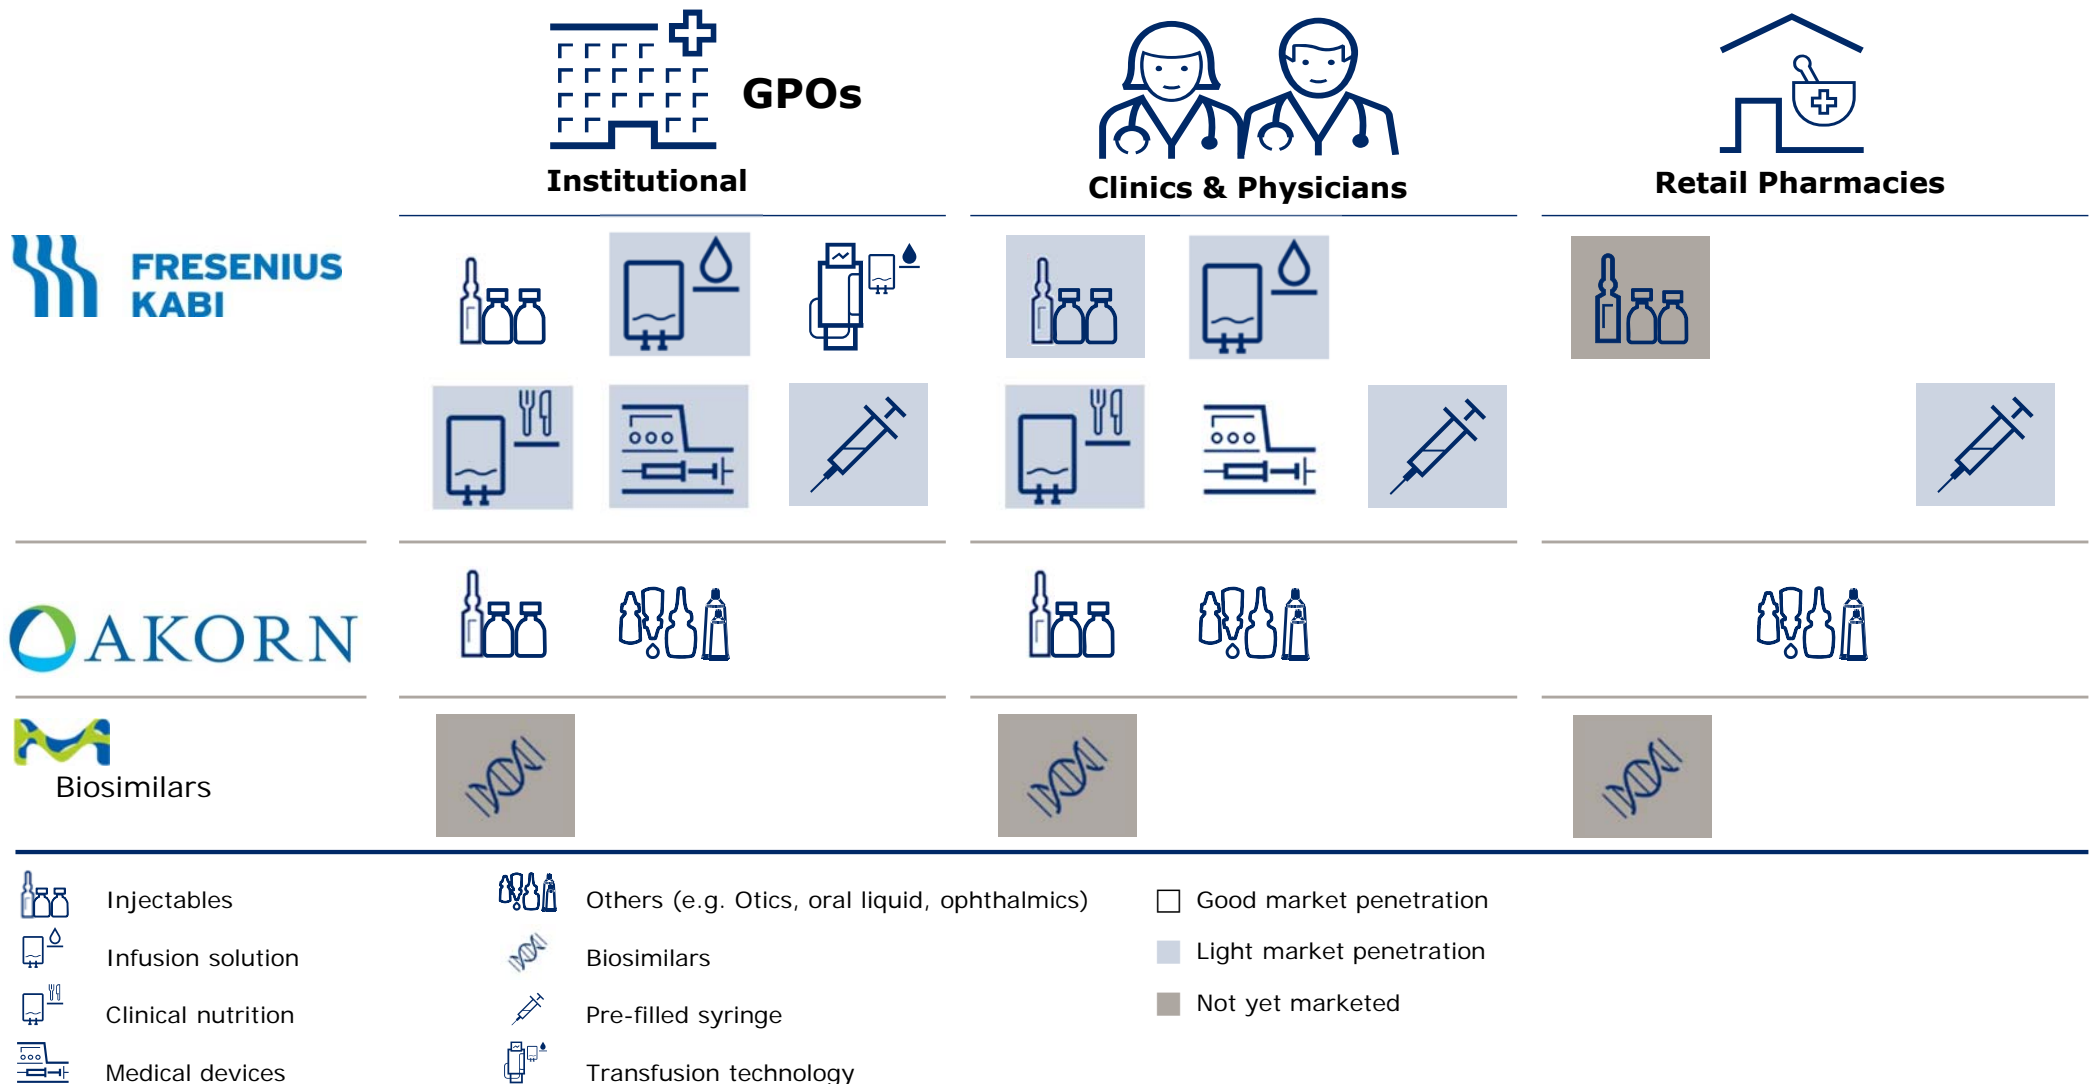 GPOs
Institutional
Clinics & Physicians
Retail Pharmacies
FRESENIUS
KABI
AKORN
Biosimilars
Injectables
Others (e.g. Otics, oral liquid, ophthalmics)
Good market penetration
Infusion solution
Biosimilars
Light market penetration
Clinical nutrition
Pre-filled syringe
Not yet marketed
Medical devices
Transfusion technology